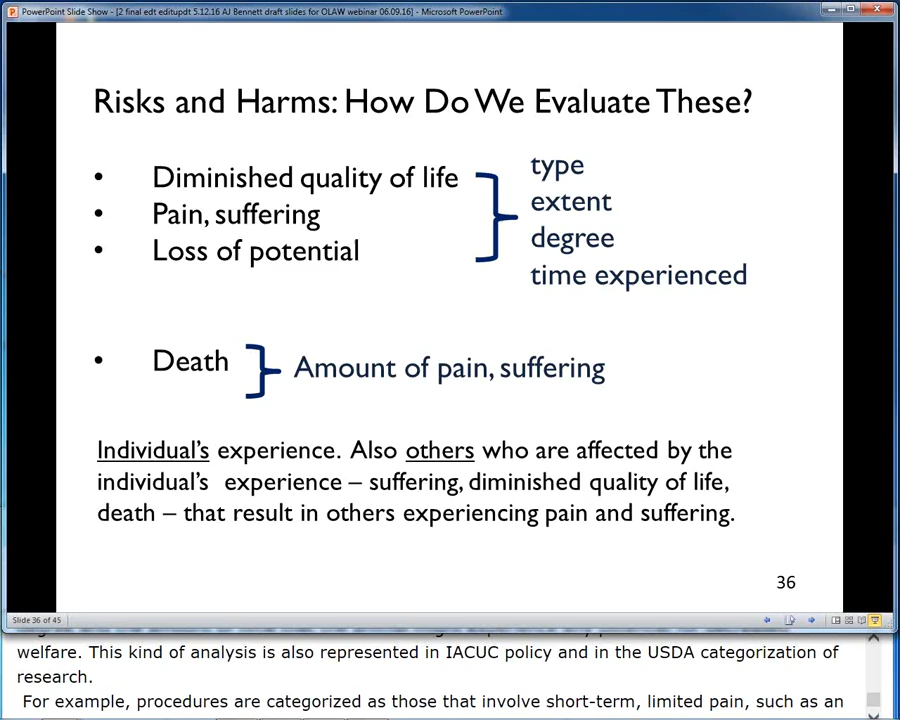 PowerPoint Slide Show - [2 final edt editupdt 5.12.16 AJ Bennett draft slides for OLAW webinar 06.09.16] - Microsoft PowerPoint
Risks and Harms: How Do We Evaluate These?
• Diminished quality of life
• Pain, suffering
• Loss of potential
type
extent
degree
time experienced
• Death
Amount of pain, suffering
Individual’s experience. Also others who are affected by the
individual’s experience – suffering, diminished quality of life,
death – that result in others experiencing pain and suffering.
36
Slide 36 of 45
welfare. This kind of analysis is also represented in IACUC policy and in the USDA categorization of
research.
For example, procedures are categorized as those that involve short-term, limited pain, such as an